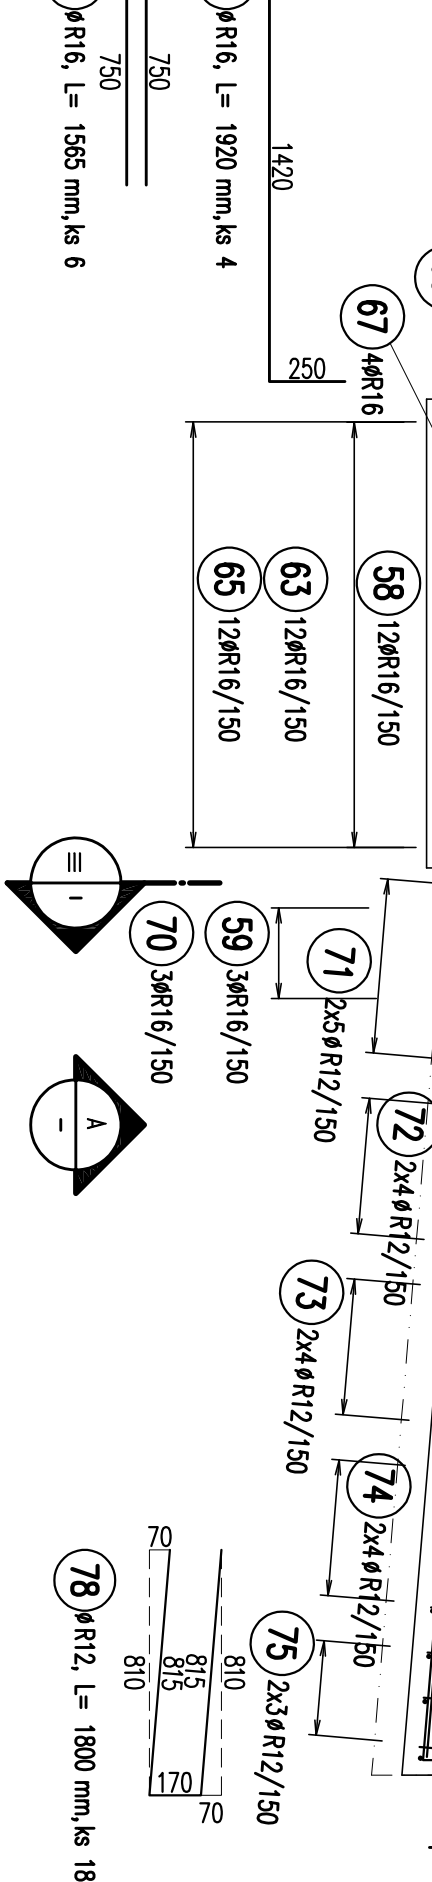 øR16, L= 1565 mm,ks 6
750
750
øR16, L= 1920 mm,ks 4
1420
250
67 4øR16
58 12øR16/150
63 12øR16/150
65 12øR16/150
III
I
59 3øR16/150
70 3øR16/150
71 2x5øR12/150
A
–
72 2x4øR12/150
73 2x4øR12/150
74 2x4øR12/150
75 2x3øR12/150
70
810
815
815
810
170
70
78 øR12, L= 1800 mm,ks 18